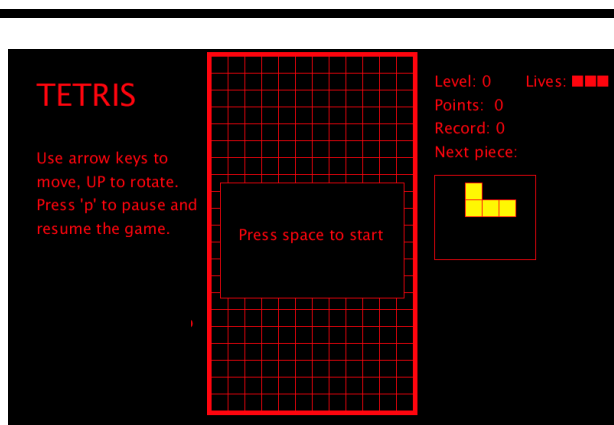 TETRIS
Use arrow keys to
move, UP to rotate.
Press 'p' to pause and
resume the game.
Press space to start
Level: 0 Lives:
Points: 0
Record: 0
Next piece: